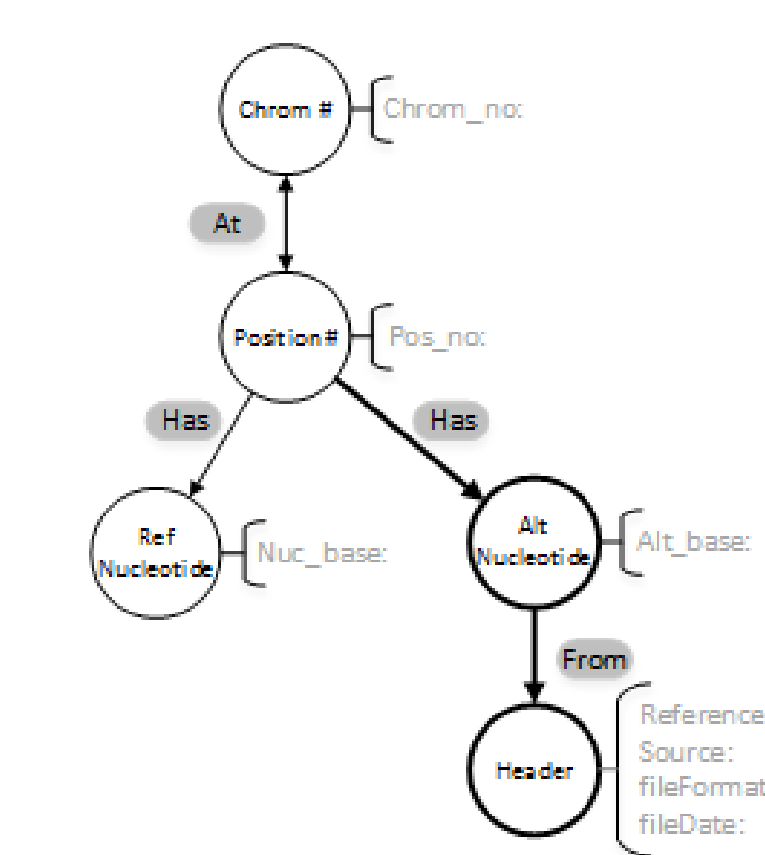 Chrom #
Chrom_no:
At
Position#
Pos_no:
Has
Has
Ref
Nucleotide
Nuc_base:
Alt
Nucleotide
Alt_base:
From
Header
Reference
Source:
fileFormat
fileDate: